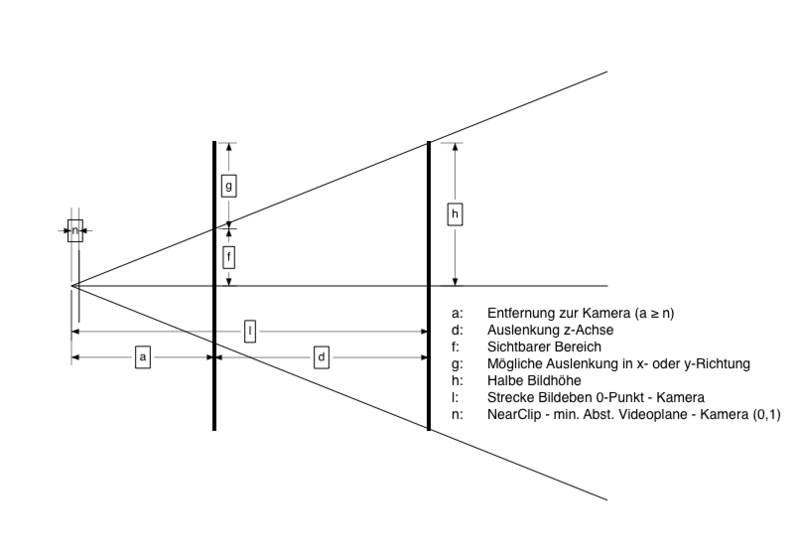 g
h
n
f
l
a
d
a: Entfernung zur Kamera (a ≥ n)
d: Auslenkung z-Achse
f: Sichtbarer Bereich
g: Mögliche Auslenkung in x- oder y-Richtung
h: Halbe Bildhöhe
l: Strecke Bildeben 0-Punkt - Kamera
n: NearClip - min. Abst. Videoplane - Kamera (0,1)